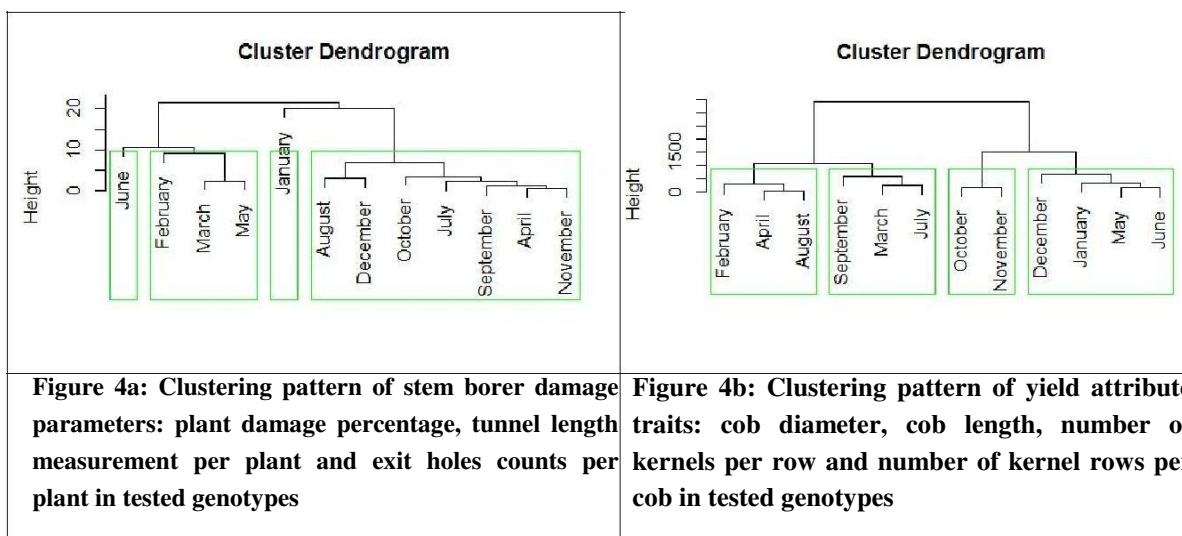 Cluster Dendrogram
Height
20
10
0
June
February
March
May
January
August
December
October
July
September
April
November
Figure 4a: Clustering pattern of stem borer damage
parameters: plant damage percentage, tunnel length
measurement per plant and exit holes counts per
plant in tested genotypes
Cluster Dendrogram
Height
1500
0
February
April
August
September
March
July
October
November
December
January
May
June
Figure 4b: Clustering pattern of yield attribute
traits: cob diameter, cob length, number o
kernels per row and number of kernel rows per
cob in tested genotypes